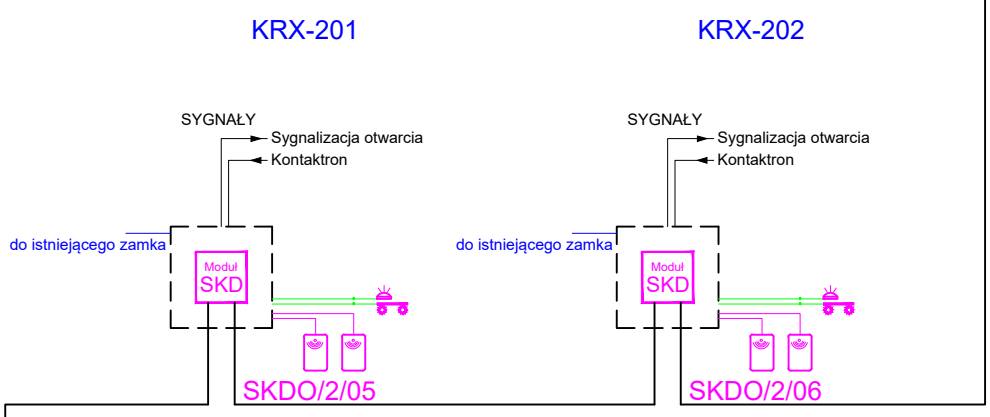 KRX-201
KRX-202
SYGNAŁY
Sygnalizacja otwarcia
Kontaktron
do istniejącego zamka
Moduł
SKD
SKDO/2/05
SYGNAŁY
Sygnalizacja otwarcia
Kontaktron
do istniejącego zamka
Moduł
SKD
SKDO/2/06